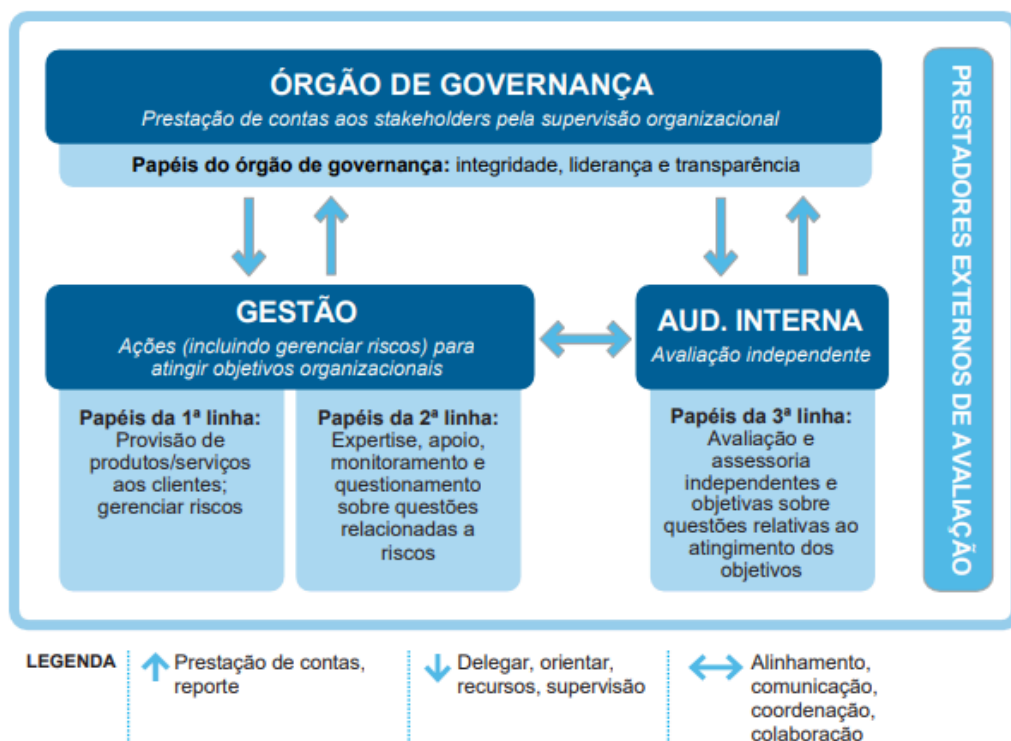 ÓRGÃO DE GOVERNANÇA
Prestação de contas aos stakeholders pela supervisão organizacional
Papéis do órgão de governança: integridade, liderança e transparência
GESTÃO
Ações (incluindo gerenciar riscos) para
atingir objetivos organizacionais
Papéis da 1ª linha:
Provisão de
produtos/serviços
aos clientes;
gerenciar riscos
Papéis da 2ª linha:
Expertise, apoio,
monitoramento e
questionamento
sobre questões
relacionadas a
riscos
AUD. INTERNA
Avaliação independente
Papéis da 3ª linha:
Avaliação e
assessoria
independentes e
objetivas sobre
questões relativas ao
atingimento dos
objetivos
PRESTADORES EXTERNOS DE AVALIAÇÃO
LEGENDA
Prestação de contas,
reporte
Delegar, orientar,
recursos, supervisão
Alinhamento,
comunicação,
coordenação,
colaboração